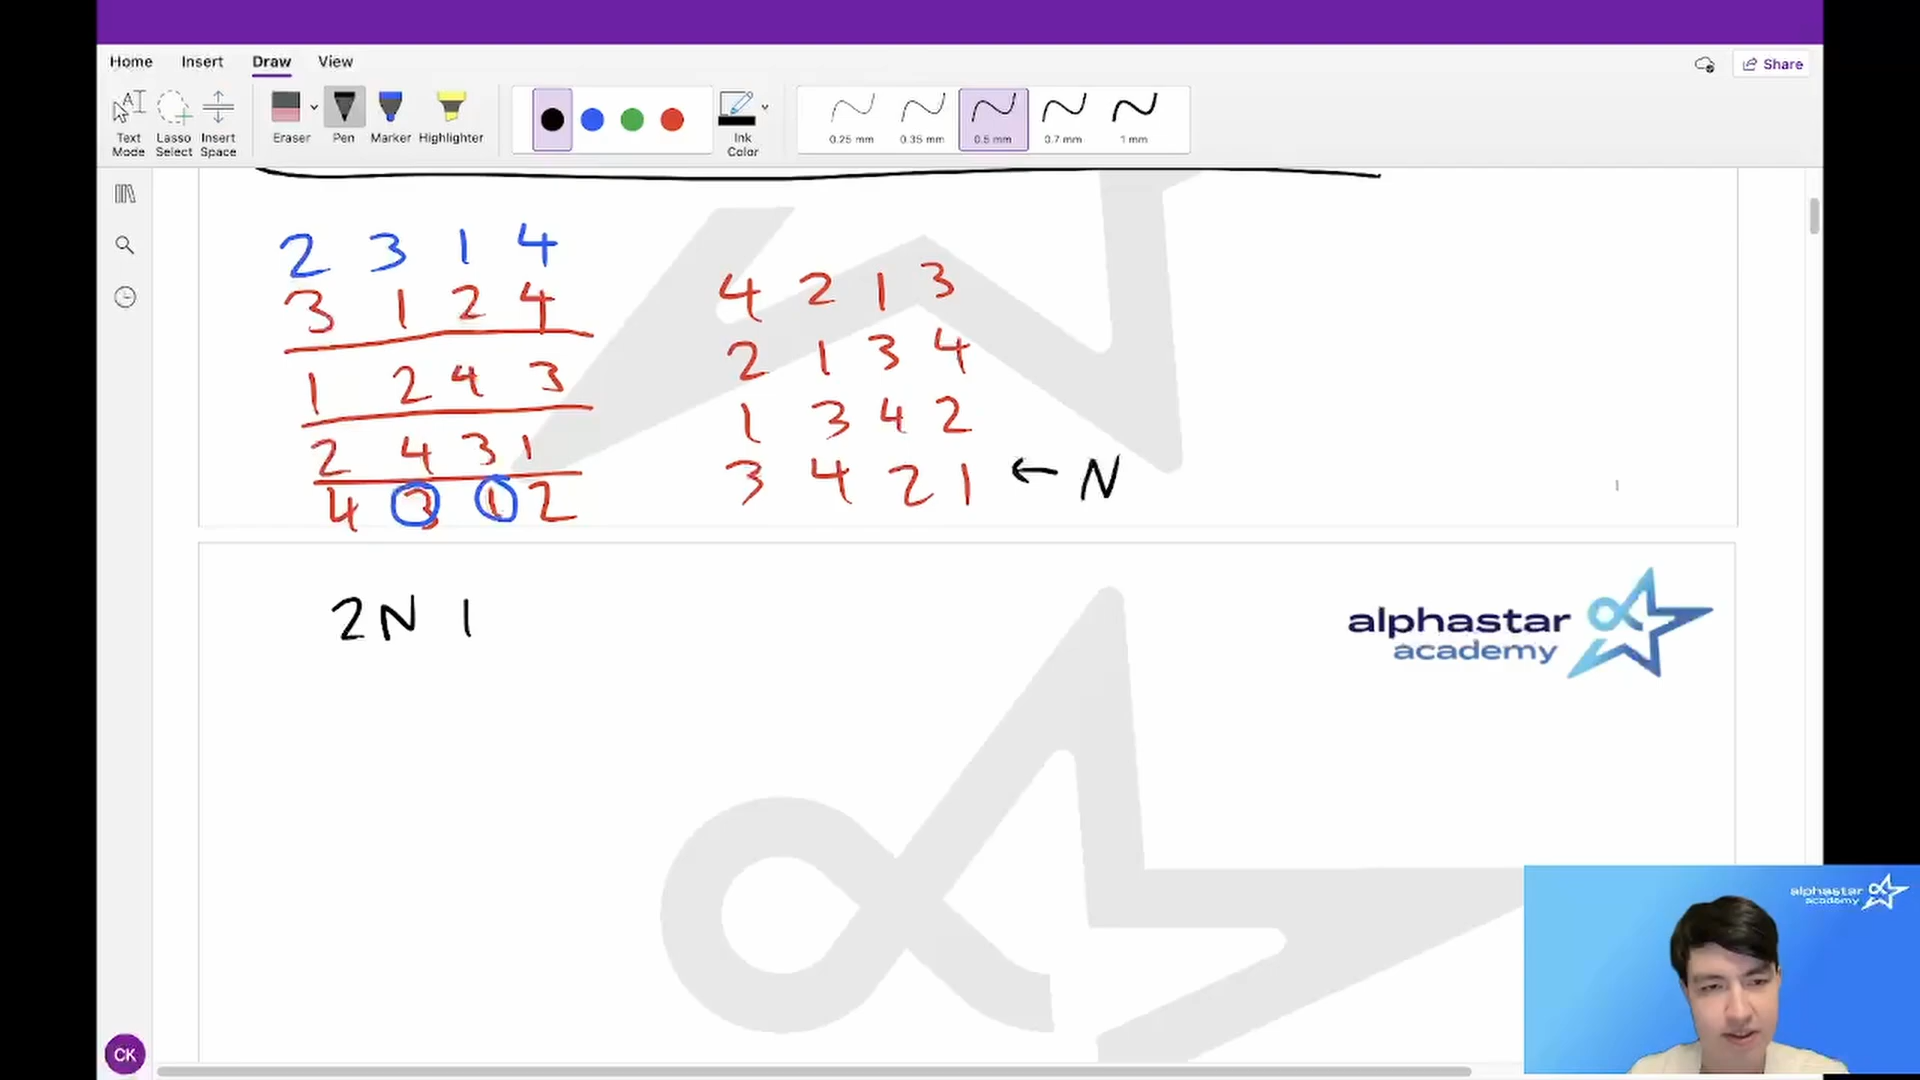 Home Insert Draw View
Share
Text Mode
Lasso Select
Insert Space
Eraser
Pen
Marker
Highlighter
Ink Color
0.25 mm
0.35 mm
0.5 mm
0.7 mm
1 mm
2 3 1 4
3 1 2 4
1 2 4 3
2 4 3 1
4 3 1 2
4 2 1 3
2 1 3 4
1 3 4 2
3 4 2 1 ← N
2N 1
alphastar
academy
alphastar
academy
CK